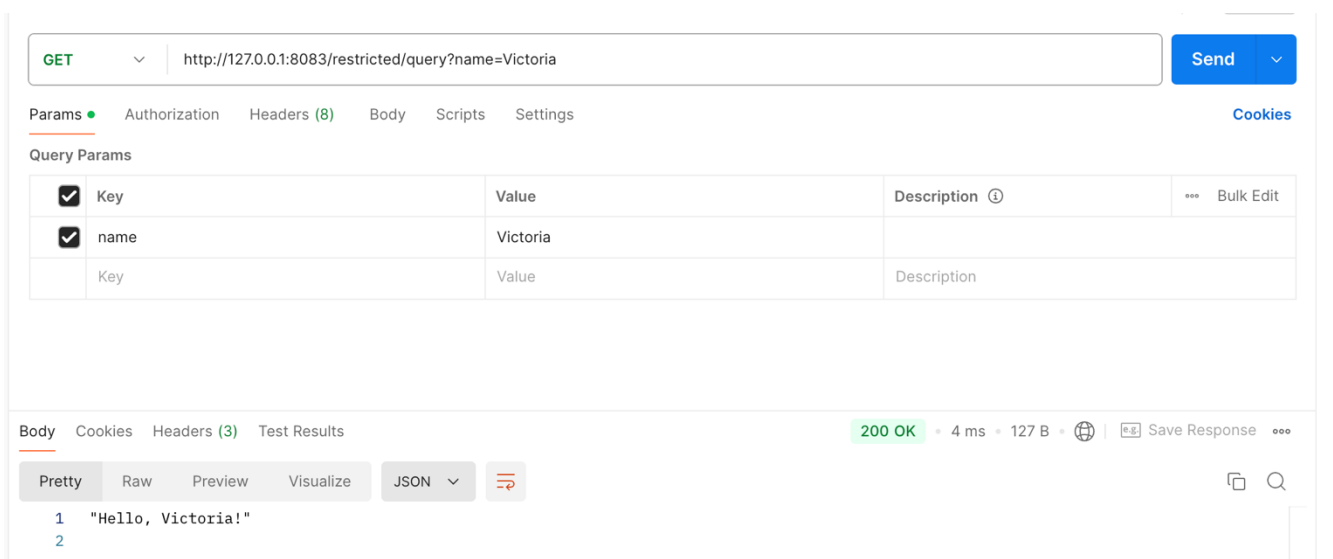 GET http://127.0.0.1:8083/restricted/query?name=Victoria Send
Params Authorization Headers (8) Body Scripts Settings Cookies
Query Params
Key Value Description Bulk Edit
name Victoria
Key Value Description
Body Cookies Headers (3) Test Results 200 OK 4 ms 127 B e.g. Save Response
Pretty Raw Preview Visualize JSON
1 "Hello, Victoria!"
2